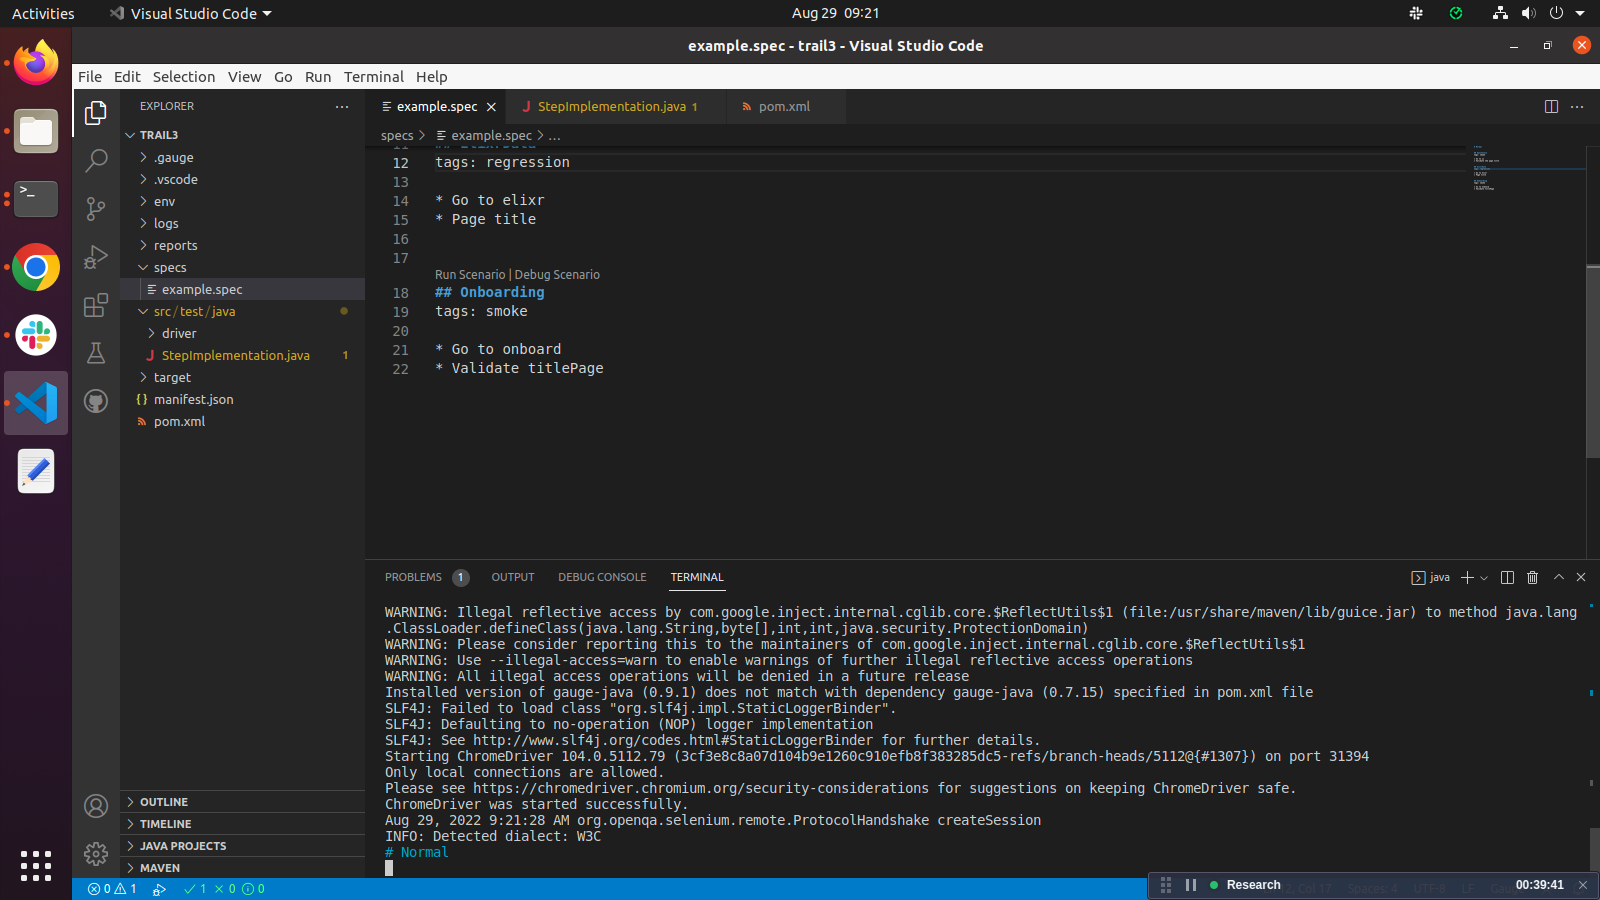 Activities Visual Studio Code Aug 29 09:21
example.spec - trail3 - Visual Studio Code
File Edit Selection View Go Run Terminal Help
EXPLORER
example.spec StepImplementation.java 1 pom.xml
specs example.spec ...
TRAIL3
.gauge
.vscode
env
logs
reports
specs
example.spec
src/test/java
driver
StepImplementation.java 1
target
manifest.json
pom.xml
OUTLINE
TIMELINE
JAVA PROJECTS
MAVEN
12 tags: regression
13
14 * Go to elixr
15 * Page title
16
17
Run Scenario | Debug Scenario
18 ## Onboarding
19 tags: smoke
20
21 * Go to onboard
22 * Validate titlePage
PROBLEMS 1 OUTPUT DEBUG CONSOLE TERMINAL java
WARNING: Illegal reflective access by com.google.inject.internal.cglib.core.$ReflectUtils$1 (file:/usr/share/maven/lib/guice.jar) to method java.lang
.ClassLoader.defineClass(java.lang.String,byte[],int,int,java.security.ProtectionDomain)
WARNING: Please consider reporting this to the maintainers of com.google.inject.internal.cglib.core.$ReflectUtils$1
WARNING: Use --illegal-access=warn to enable warnings of further illegal reflective access operations
WARNING: All illegal access operations will be denied in a future release
Installed version of gauge-java (0.9.1) does not match with dependency gauge-java (0.7.15) specified in pom.xml file
SLF4J: Failed to load class "org.slf4j.impl.StaticLoggerBinder".
SLF4J: Defaulting to no-operation (NOP) logger implementation
SLF4J: See http://www.slf4j.org/codes.html#StaticLoggerBinder for further details.
Starting ChromeDriver 104.0.5112.79 (3cf3e8c8a07d104b9e1260c910efb8f383285dc5-refs/branch-heads/5112@{#1307}) on port 31394
Only local connections are allowed.
Please see https://chromedriver.chromium.org/security-considerations for suggestions on keeping ChromeDriver safe.
ChromeDriver was started successfully.
Aug 29, 2022 9:21:28 AM org.openqa.selenium.remote.ProtocolHandshake createSession
INFO: Detected dialect: W3C
# Normal
0 1 1 0 0
Research 00:39:41